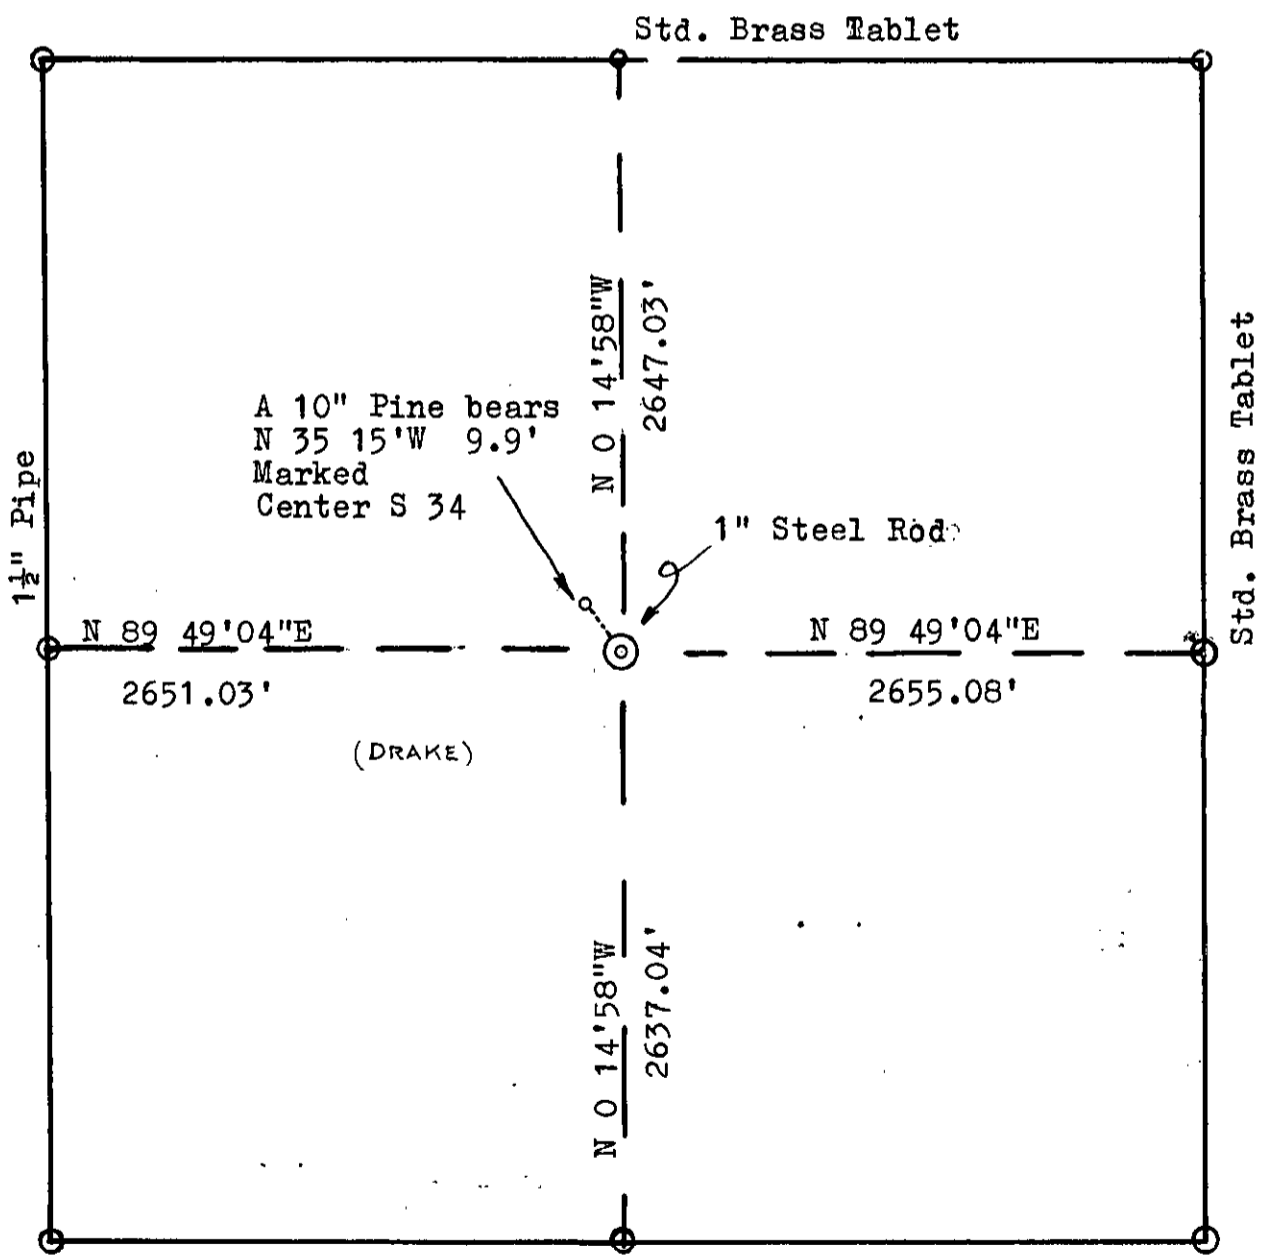 Std. Brass Tablet
N 0 14'58"W
2647.03'
A 10" Pine bears
N 35 15'W 9.9'
Marked
Center S 34
1½" Pipe
1" Steel Rod
Std. Brass Tablet
N 89 49'04"E
2651.03'
N 89 49'04"E
2655.08'
(DRAKE)
N 0 14'58"W
2637.04'